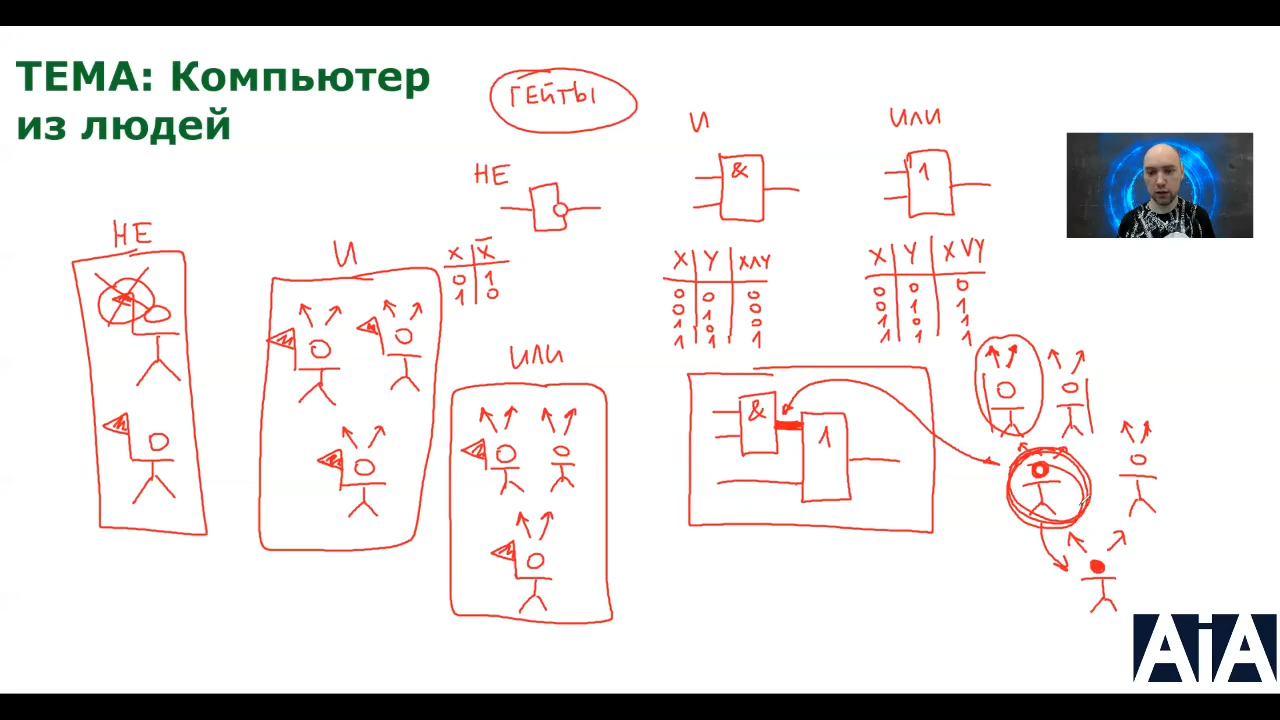 ТЕМА: Компьютер
из людей
ГЕЙТЫ
НЕ
И
ИЛИ
&
1
НЕ
И
ИЛИ
X X̅
0 1
1 0
X Y X∧Y
0 0 0
0 1 0
1 0 0
1 1 1
X Y X∨Y
0 0 0
0 1 1
1 0 1
1 1 1
&
1
AiA